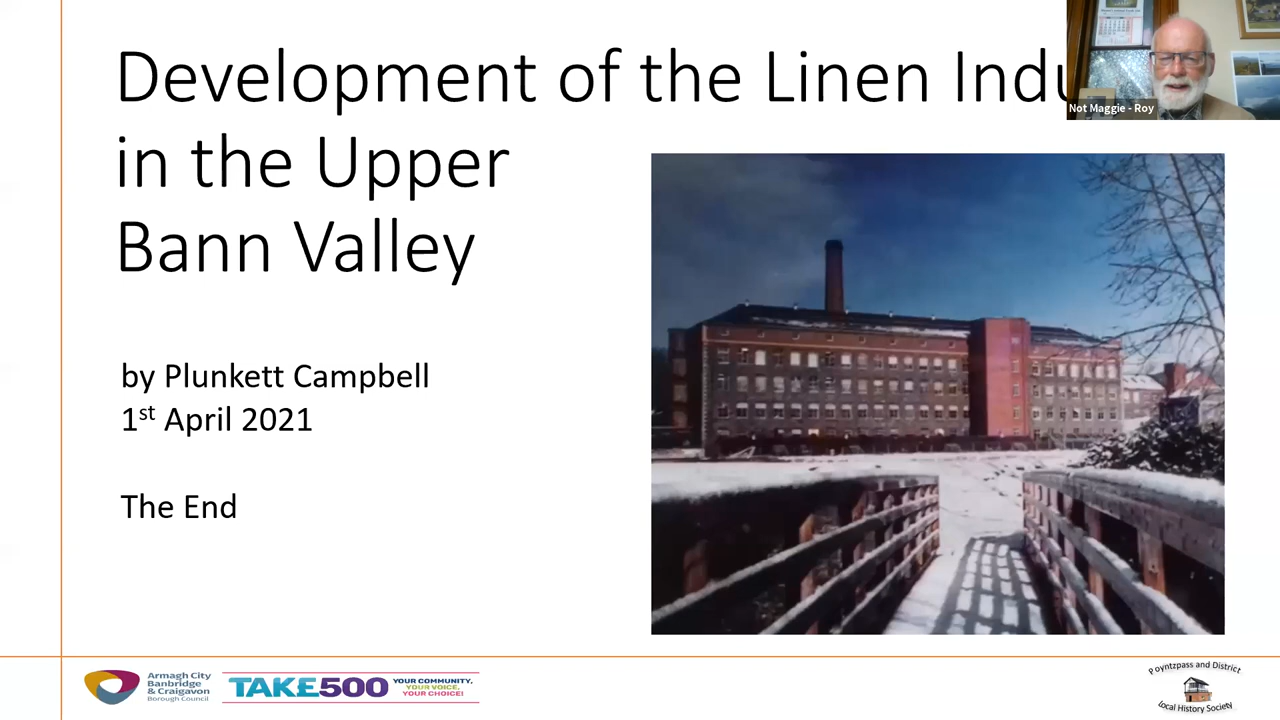 Development of the Linen Indu
in the Upper
Bann Valley
Not Maggie - Roy
by Plunkett Campbell
1st April 2021
The End
Armagh City
Banbridge
& Craigavon
Borough Council
TAKE500
YOUR COMMUNITY,
YOUR VOICE,
YOUR CHOICE!
Poyntzpass and District
Local History Society